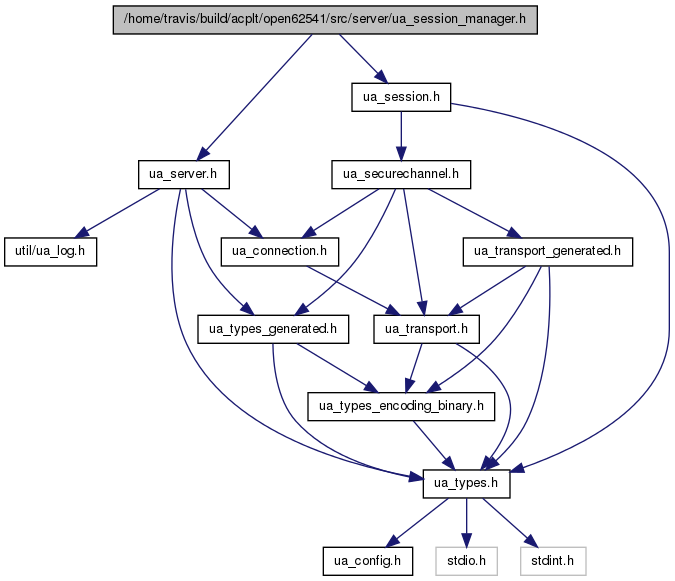 /home/travis/build/acplt/open62541/src/server/ua_session_manager.h
ua_session.h
ua_server.h
ua_securechannel.h
util/ua_log.h
ua_connection.h
ua_transport_generated.h
ua_types_generated.h
ua_transport.h
ua_types_encoding_binary.h
ua_types.h
ua_config.h
stdio.h
stdint.h